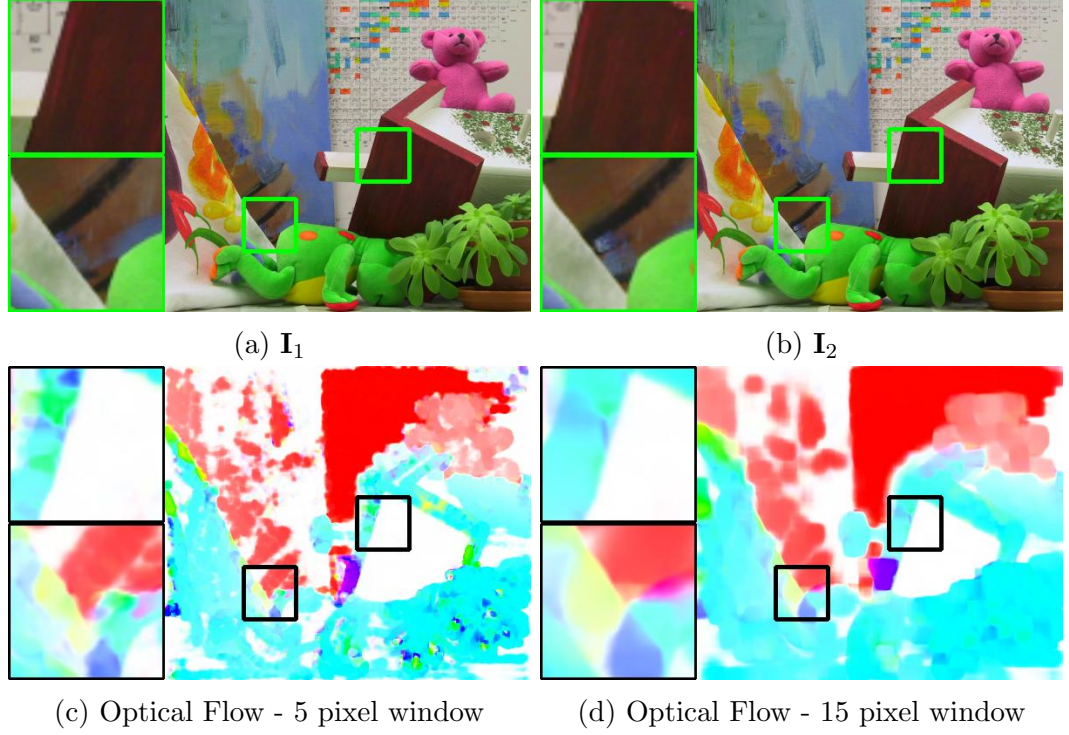 (a) I₁
(b) I₂
(c) Optical Flow - 5 pixel window
(d) Optical Flow - 15 pixel window